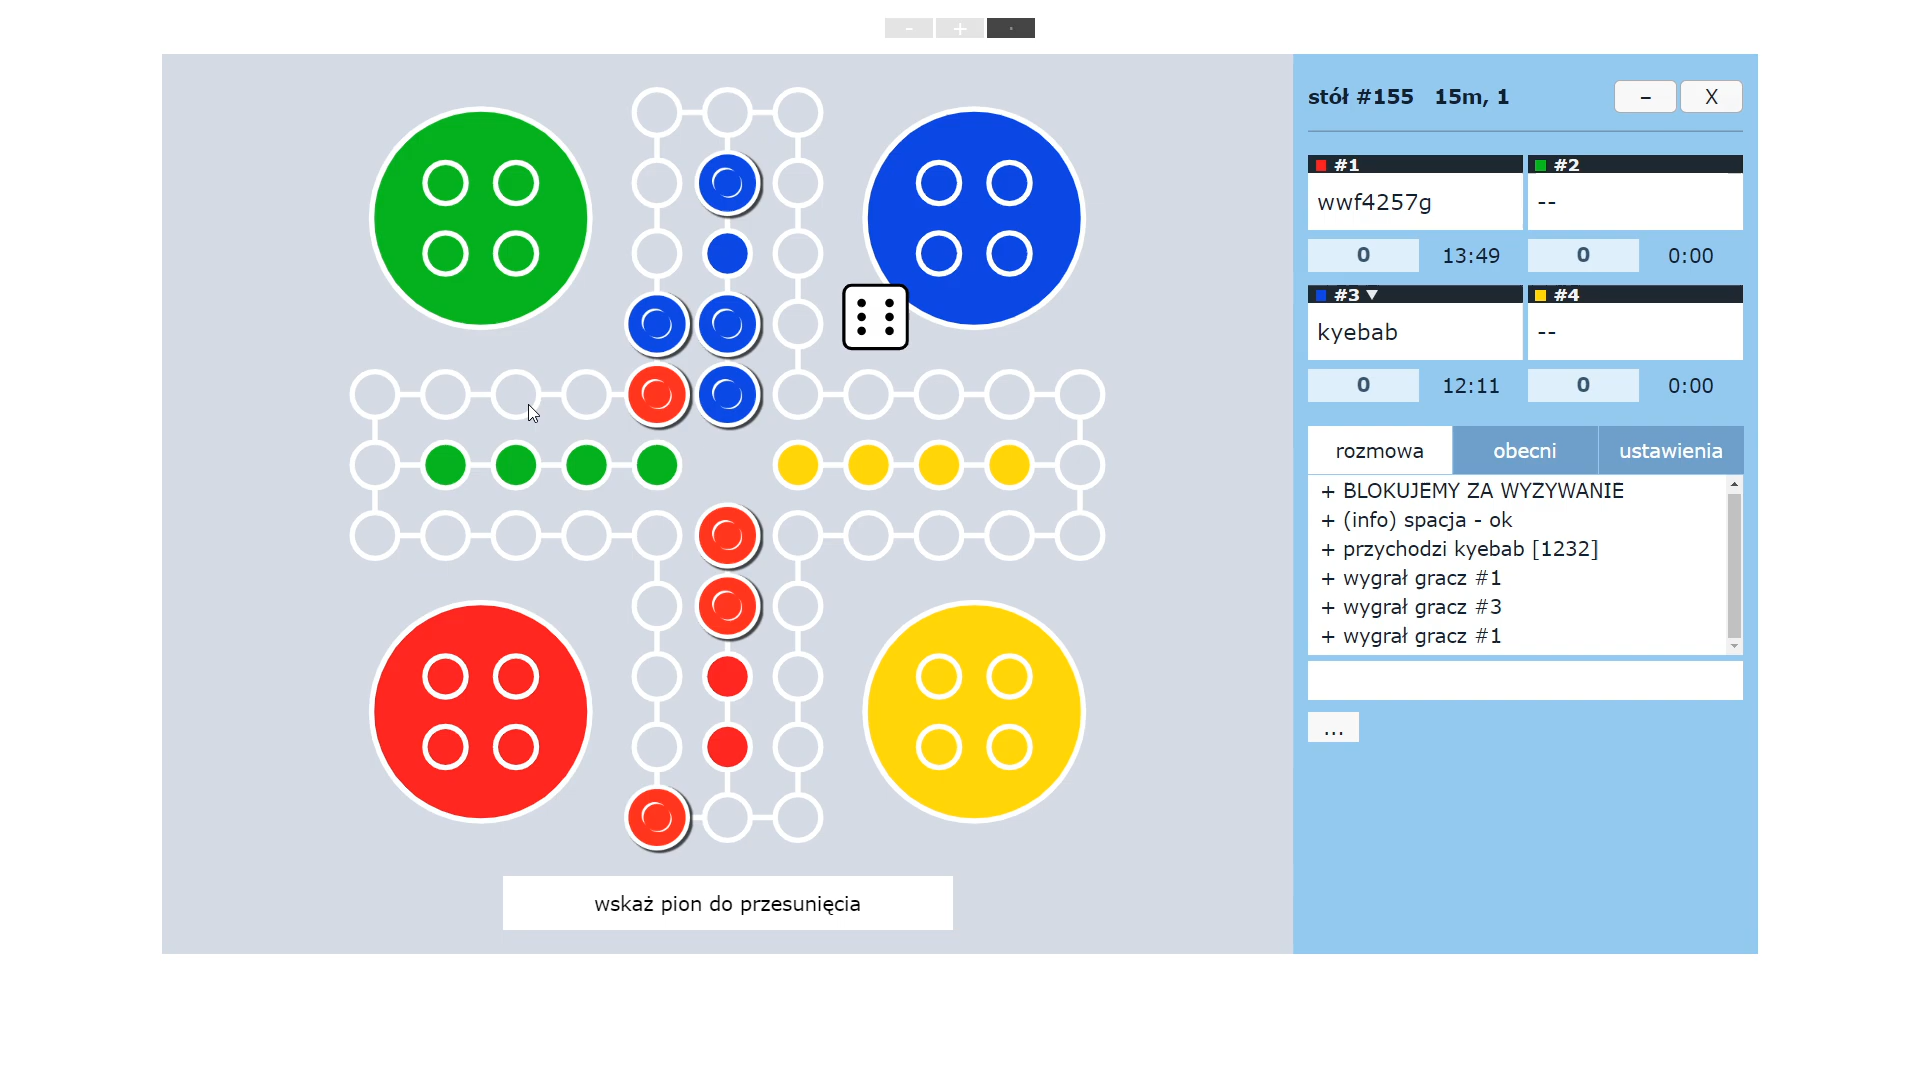 - + ·
stół #155 15m, 1 – X
#1 #2
wwf4257g --
0 13:49 0 0:00
#3 ▼ #4
kyebab --
0 12:11 0 0:00
rozmowa obecni ustawienia
+ BLOKUJEMY ZA WYZYWANIE
+ (info) spacja - ok
+ przychodzi kyebab [1232]
+ wygrał gracz #1
+ wygrał gracz #3
+ wygrał gracz #1
...
wskaż pion do przesunięcia